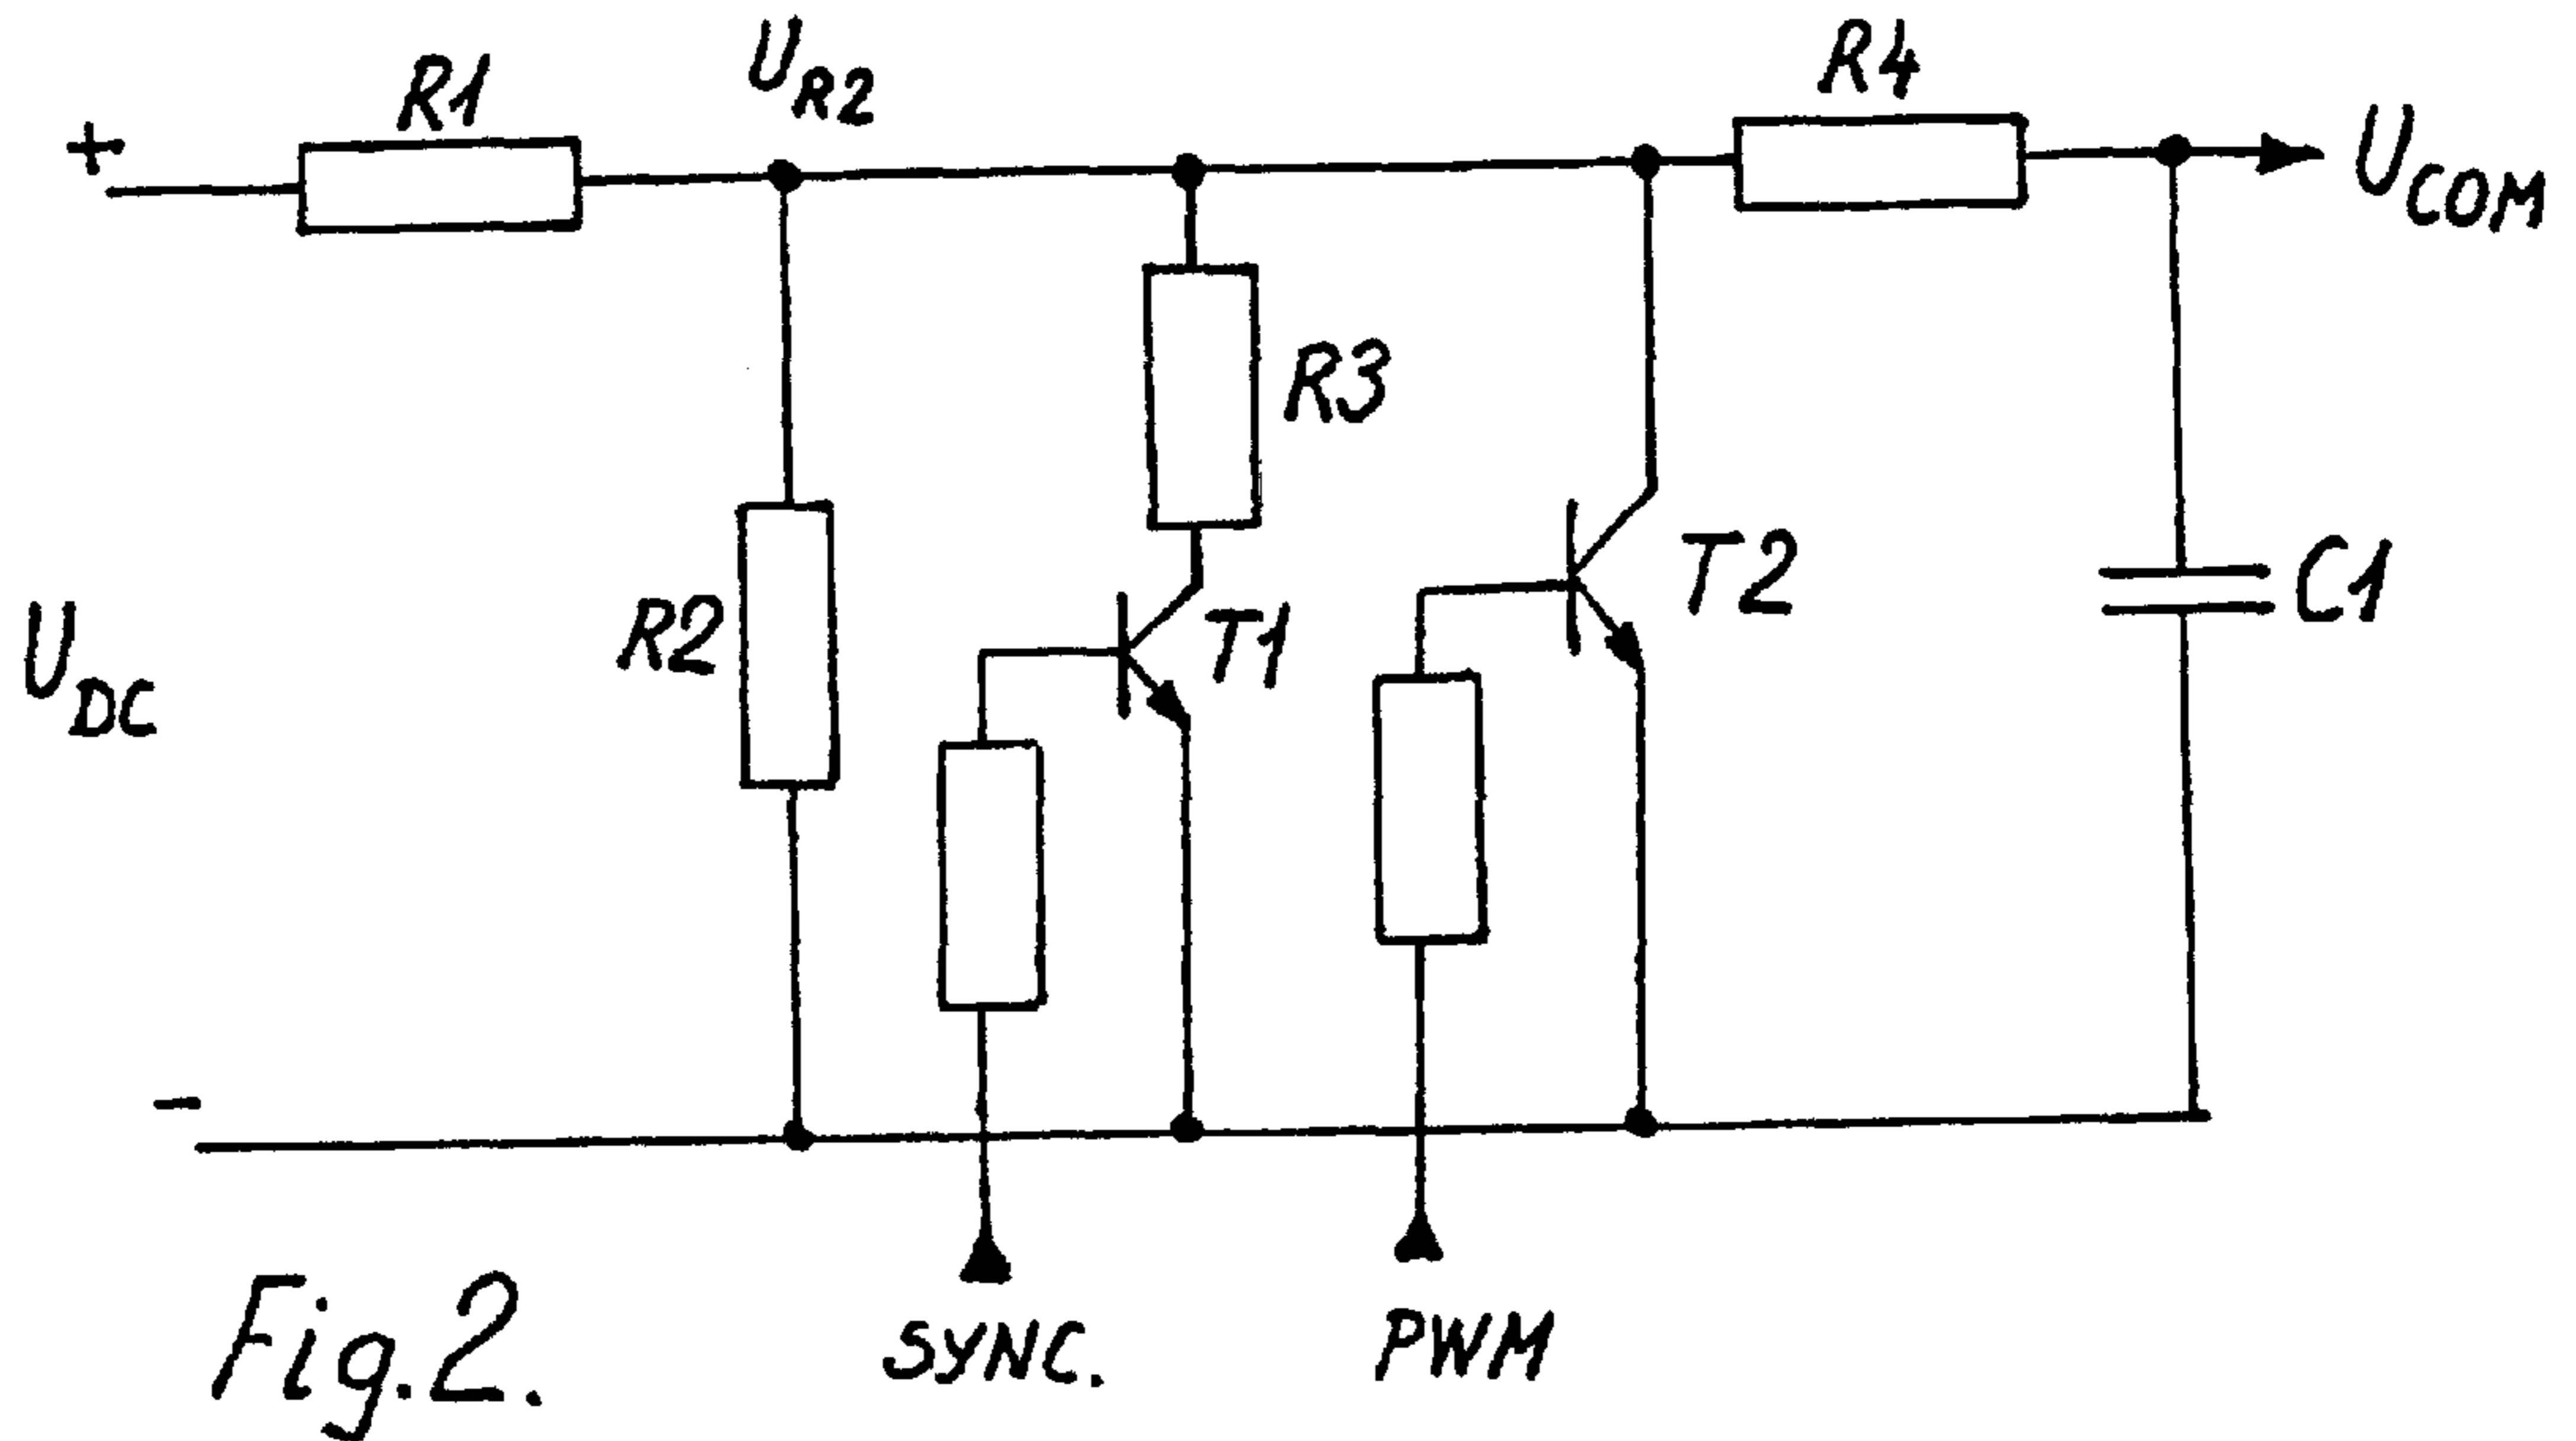 R1
U_R2
R4
+
U_COM
R3
T2
C1
R2
T1
U_DC
-
Fig.2.
SYNC.
PWM